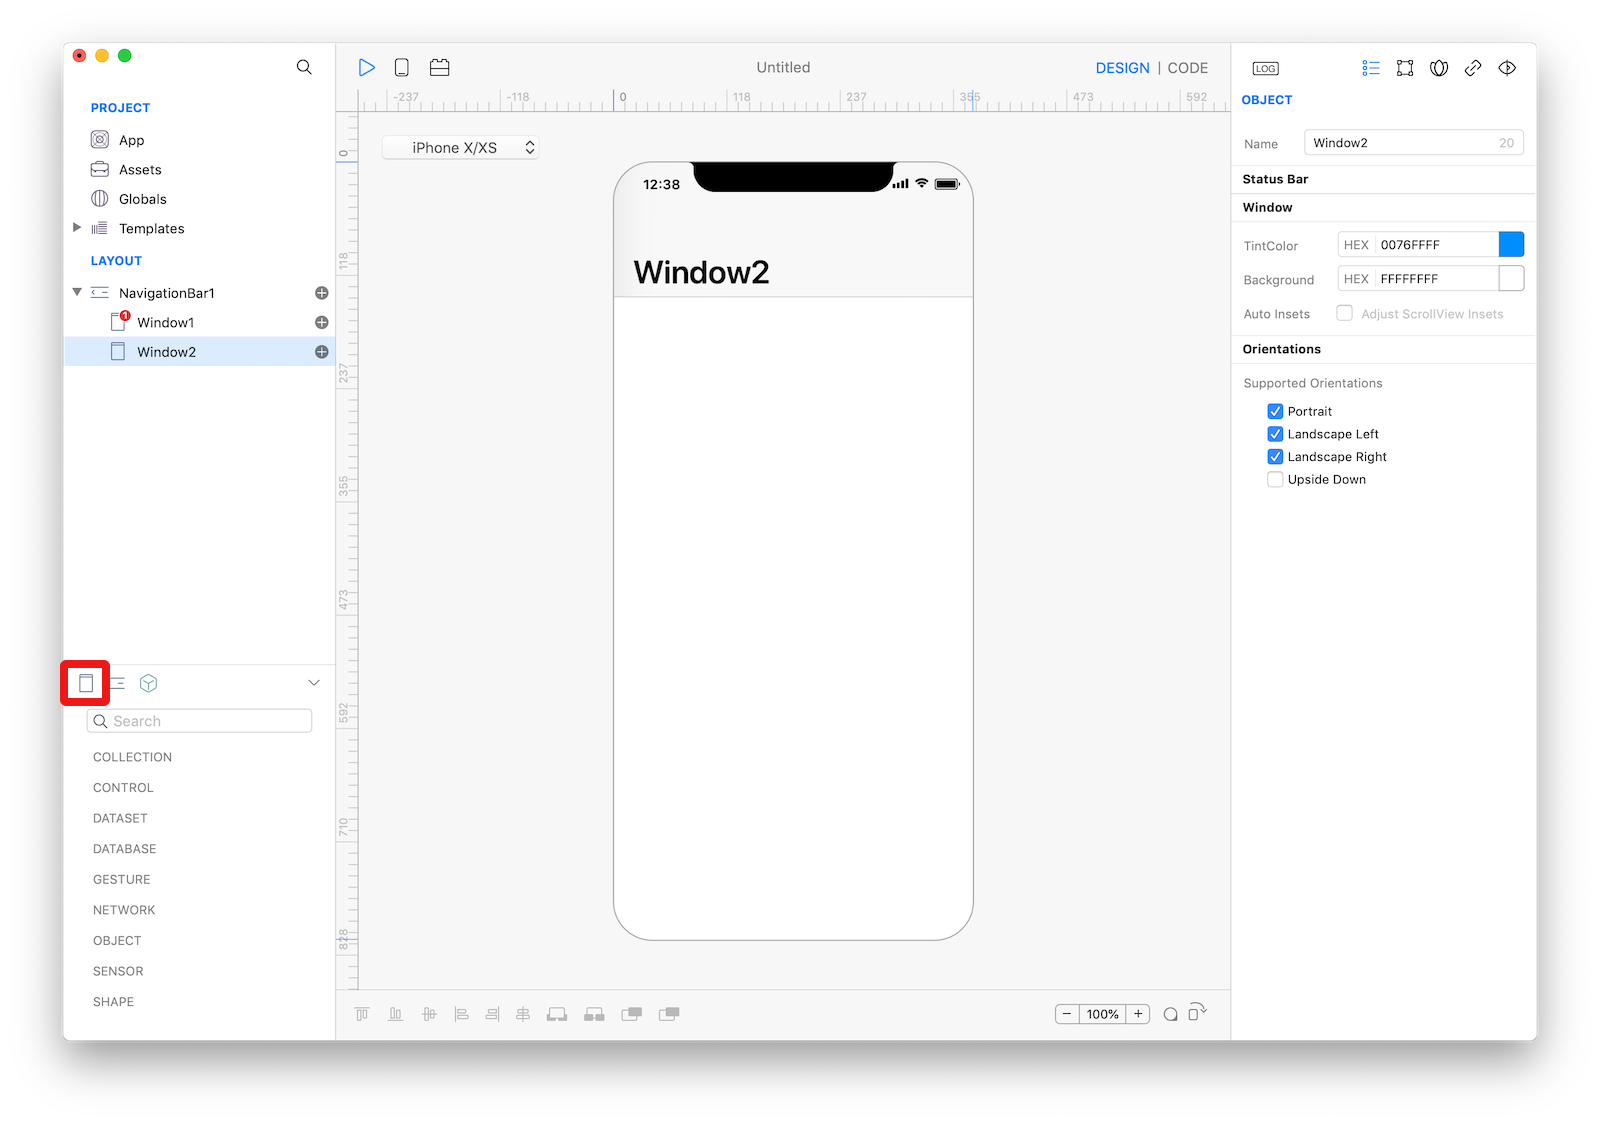 Untitled
DESIGN | CODE
LOG
PROJECT
App
Assets
Globals
Templates
LAYOUT
NavigationBar1
Window1
1
Window2
Search
COLLECTION
CONTROL
DATASET
DATABASE
GESTURE
NETWORK
OBJECT
SENSOR
SHAPE
-237 -118 0 118 237 355 473 592
0
118
237
355
473
592
710
828
iPhone X/XS
12:38
Window2
100%
OBJECT
Name Window2 20
Status Bar
Window
TintColor HEX 0076FFFF
Background HEX FFFFFFFF
Auto Insets Adjust ScrollView Insets
Orientations
Supported Orientations
Portrait
Landscape Left
Landscape Right
Upside Down